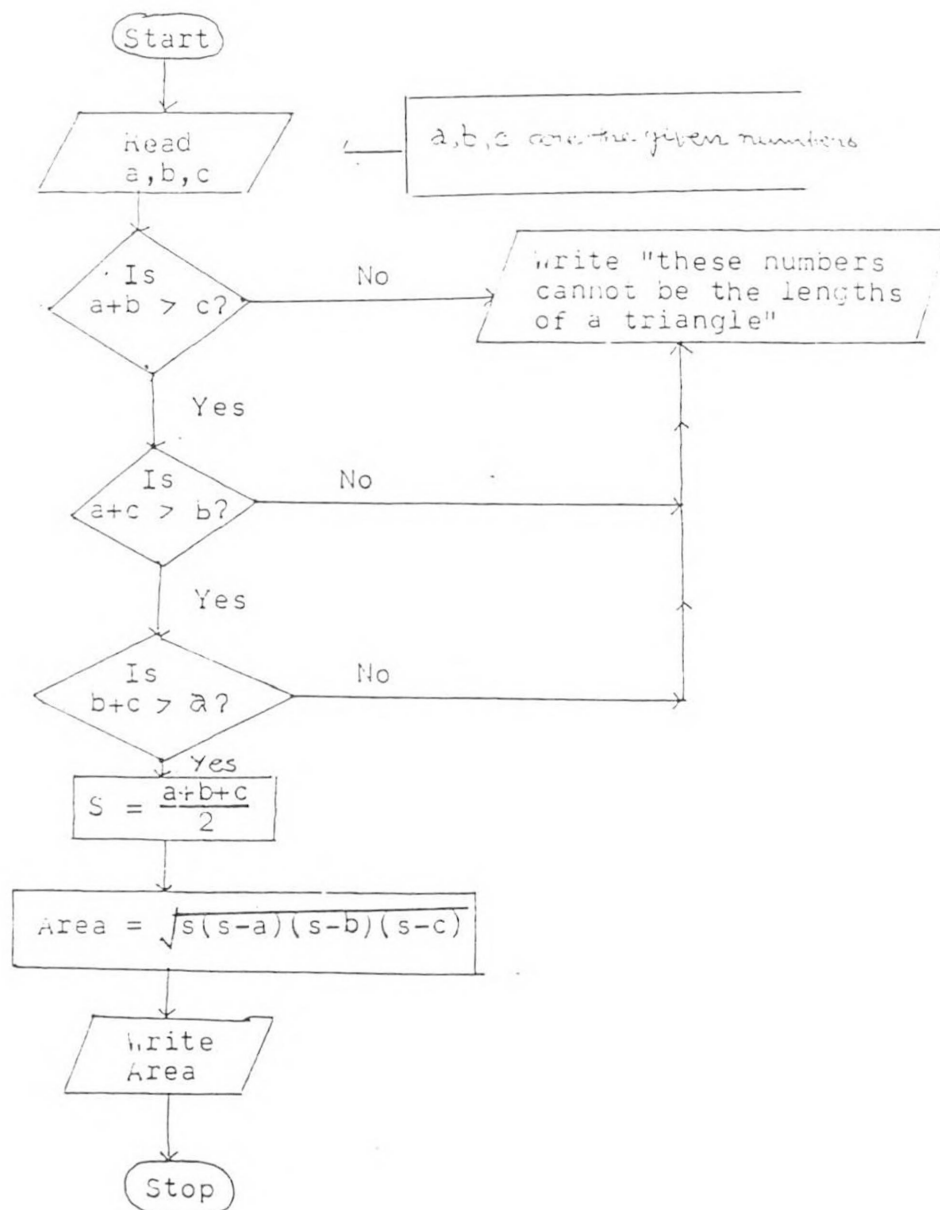 Start
Read
a,b,c
a,b,c are the given numbers
Is
a+b > c?
No
Write "these numbers
cannot be the lengths
of a triangle"
Yes
Is
a+c > b?
No
Yes
Is
b+c > a?
No
Yes
S = a+b+c
2
Area = √s(s-a)(s-b)(s-c)
Write
Area
Stop